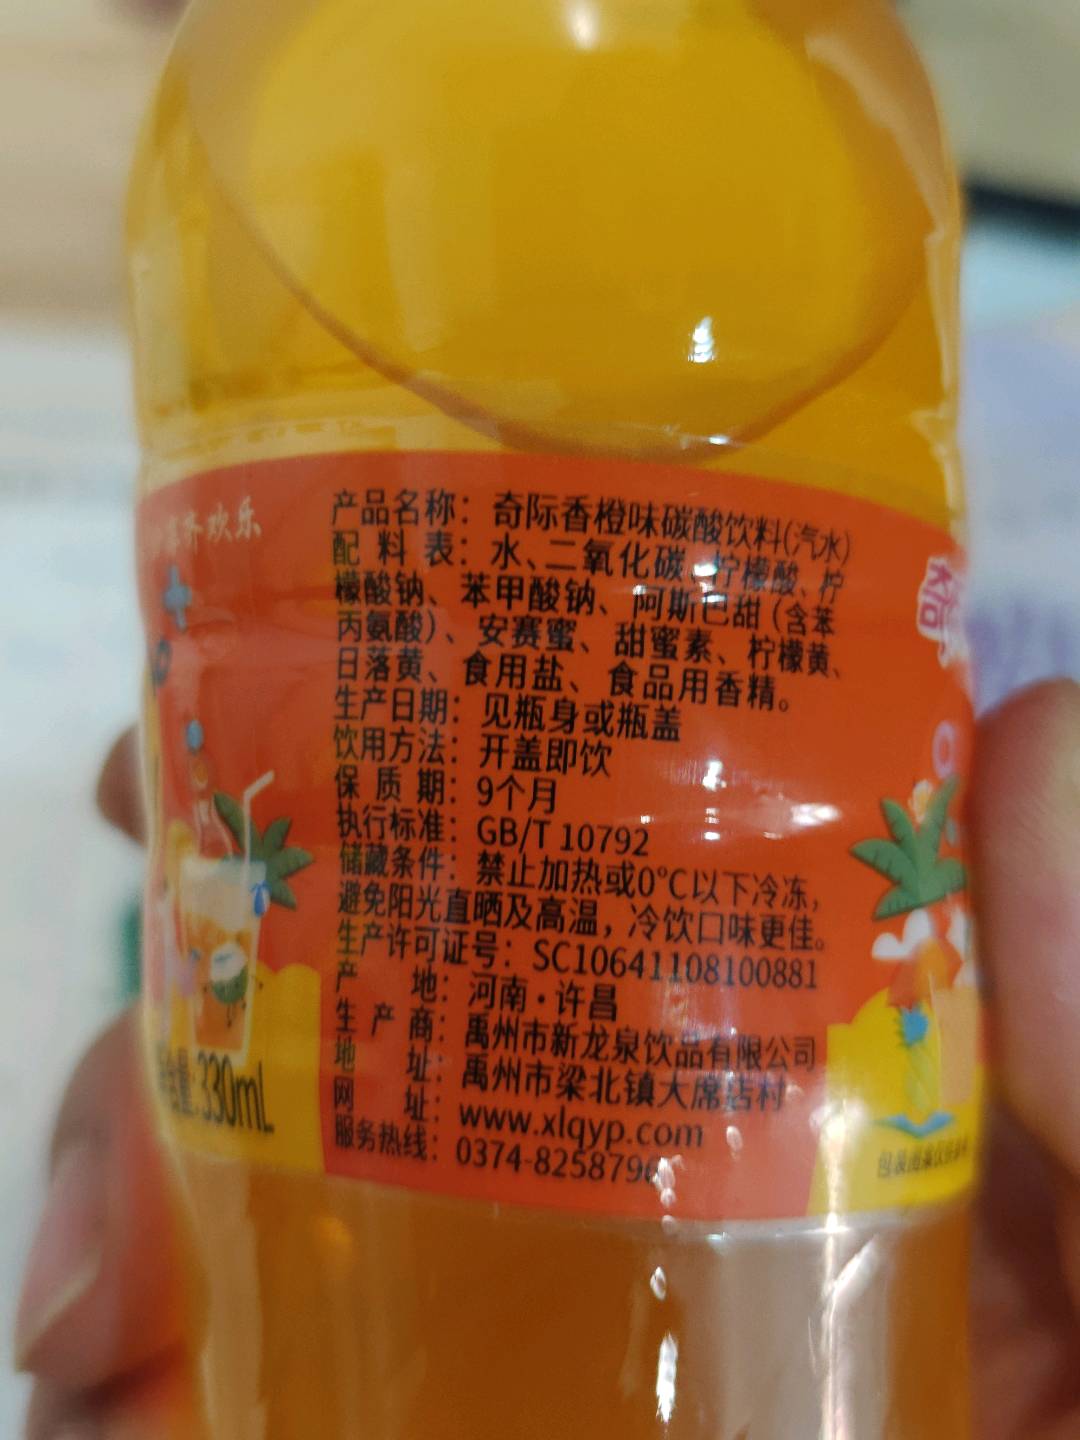 齐欢乐
产品名称：奇际香橙味碳酸饮料(汽水)
配料表：水、二氧化碳、柠檬酸、柠
檬酸钠、苯甲酸钠、阿斯巴甜（含苯
丙氨酸）、安赛蜜、甜蜜素、柠檬黄、
日落黄、食用盐、食品用香精。
生产日期：见瓶身或瓶盖
饮用方法：开盖即饮
保质期：9个月
执行标准：GB/T 10792
储藏条件：禁止加热或0℃以下冷冻，
避免阳光直晒及高温，冷饮口味更佳。
生产许可证号：SC10641108100881
产地：河南·许昌
生产商：禹州市新龙泉饮品有限公司
地址：禹州市梁北镇大席店村
网址：www.xlqyp.com
服务热线：0374-8258796
330mL